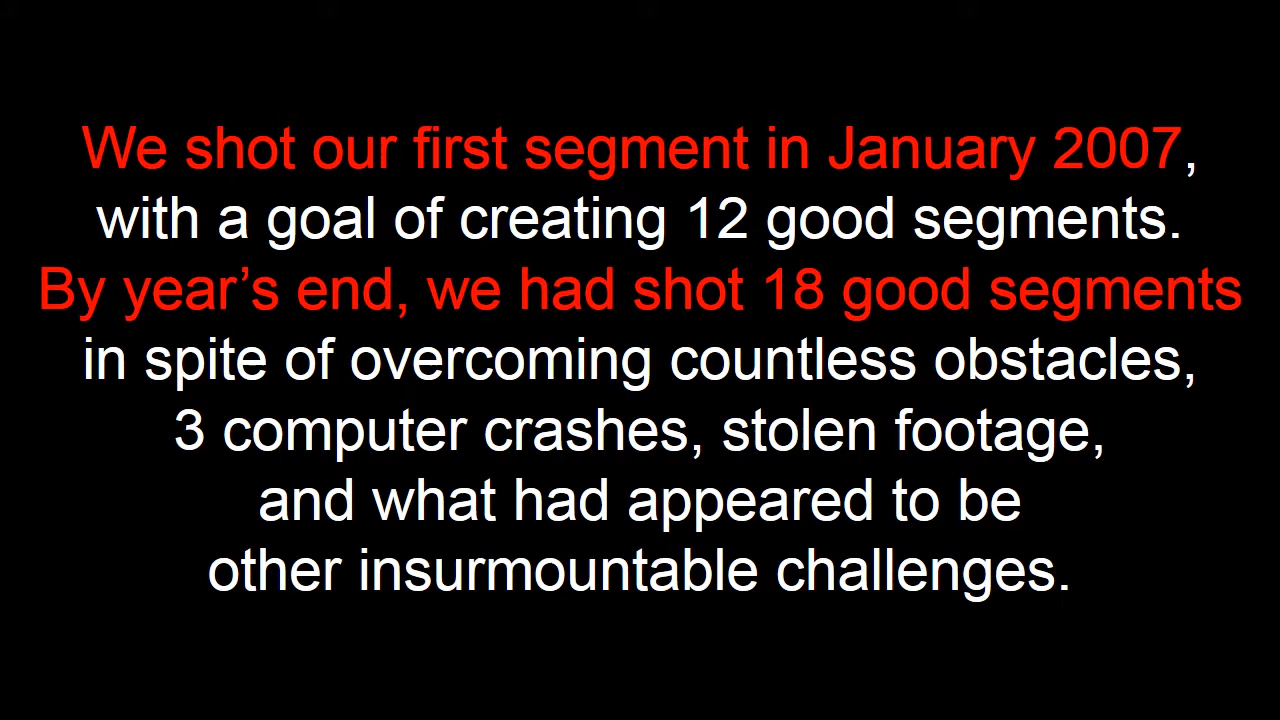 We shot our first segment in January 2007,
with a goal of creating 12 good segments.
By year’s end, we had shot 18 good segments
in spite of overcoming countless obstacles,
3 computer crashes, stolen footage,
and what had appeared to be
other insurmountable challenges.